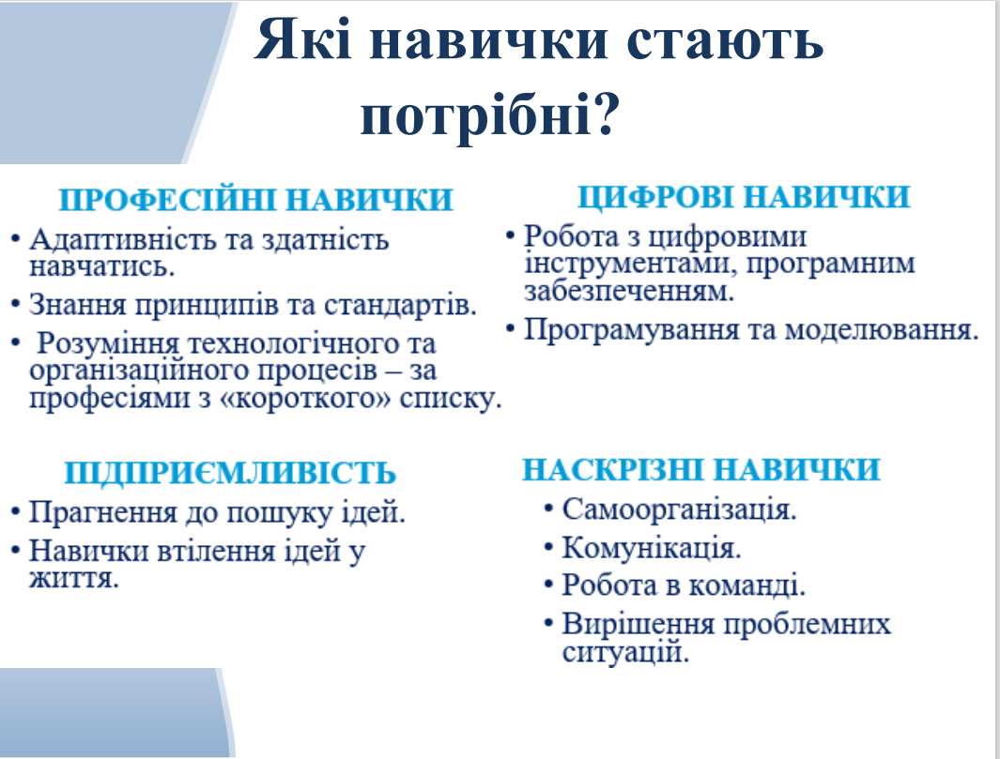 Які навички стають
потрібні?
ПРОФЕСІЙНІ НАВИЧКИ
• Адаптивність та здатність
навчатись.
• Знання принципів та стандартів.
• Розуміння технологічного та
організаційного процесів – за
професіями з «короткого» списку.
ЦИФРОВІ НАВИЧКИ
• Робота з цифровими
інструментами, програмним
забезпеченням.
• Програмування та моделювання.
ПІДПРИЄМЛИВІСТЬ
• Прагнення до пошуку ідей.
• Навички втілення ідей у
життя.
НАСКРІЗНІ НАВИЧКИ
• Самоорганізація.
• Комунікація.
• Робота в команді.
• Вирішення проблемних
ситуацій.